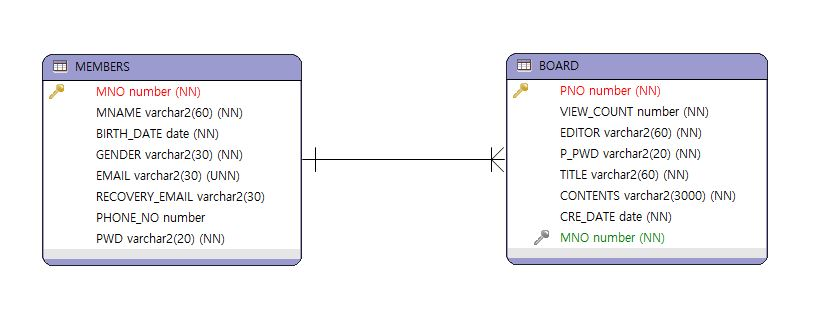 MEMBERS
MNO number (NN)
MNAME varchar2(60) (NN)
BIRTH_DATE date (NN)
GENDER varchar2(30) (NN)
EMAIL varchar2(30) (UNN)
RECOVERY_EMAIL varchar2(30)
PHONE_NO number
PWD varchar2(20) (NN)
BOARD
PNO number (NN)
VIEW_COUNT number (NN)
EDITOR varchar2(60) (NN)
P_PWD varchar2(20) (NN)
TITLE varchar2(60) (NN)
CONTENTS varchar2(3000) (NN)
CRE_DATE date (NN)
MNO number (NN)